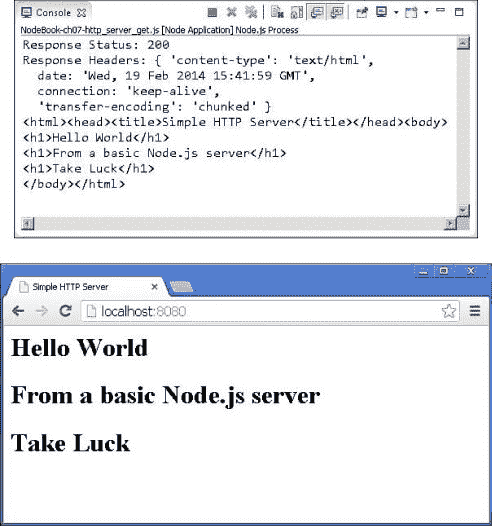 Console
NodeBook-ch07-http_server_get.js [Node Application] Node.js Process
Response Status: 200
Response Headers: { 'content-type': 'text/html',
date: 'Wed, 19 Feb 2014 15:41:59 GMT',
connection: 'keep-alive',
'transfer-encoding': 'chunked' }
<html><head><title>Simple HTTP Server</title></head><body>
<h1>Hello World</h1>
<h1>From a basic Node.js server</h1>
<h1>Take Luck</h1>
</body></html>
Simple HTTP Server
localhost:8080
Hello World
From a basic Node.js server
Take Luck